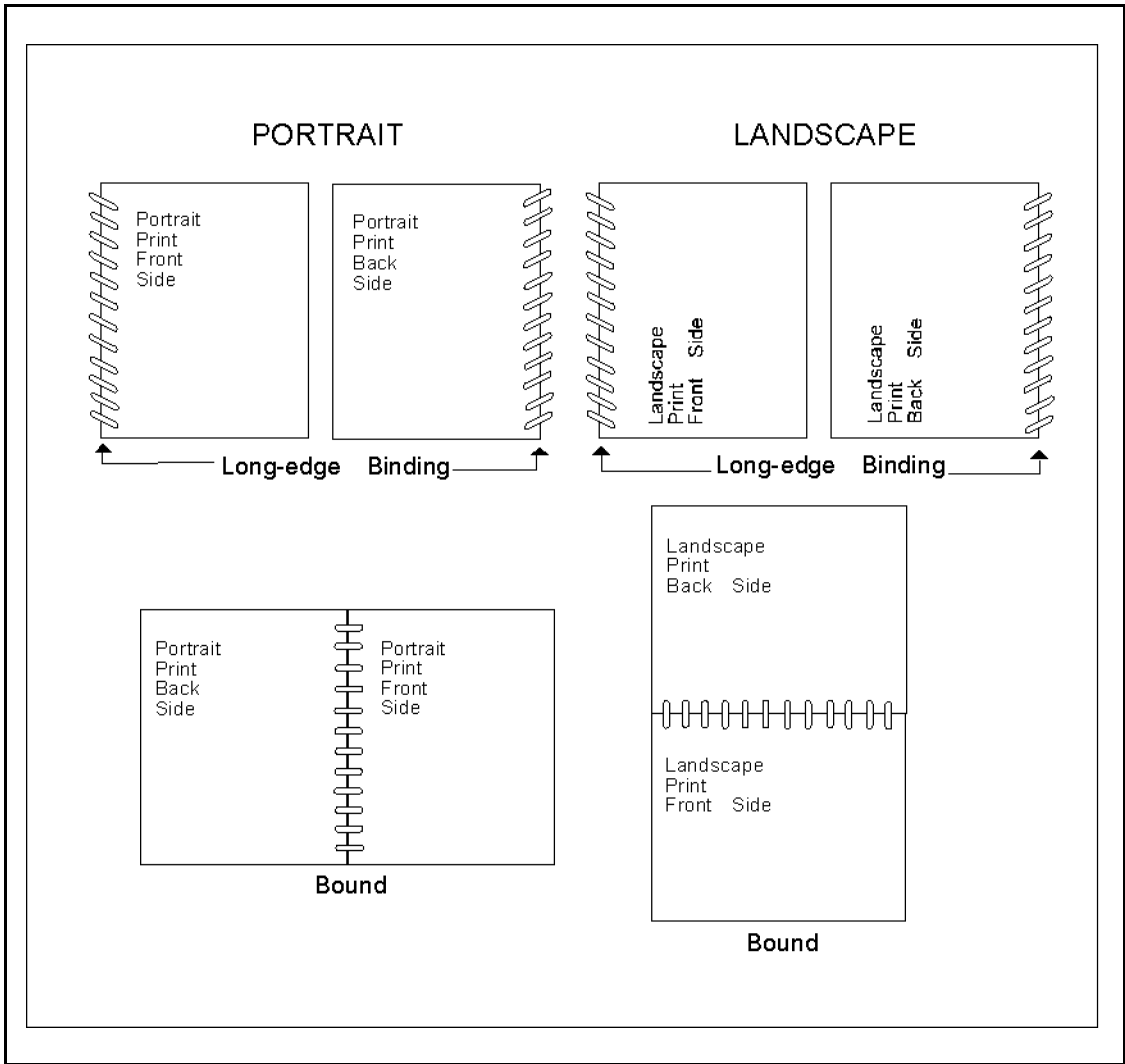 PORTRAIT
LANDSCAPE
Portrait
Print
Front
Side
Portrait
Print
Back
Side
Landscape
Print
Front Side
Landscape
Print
Back Side
Long-edge Binding
Long-edge Binding
Portrait
Print
Back
Side
Portrait
Print
Front
Side
Bound
Landscape
Print
Back Side
Landscape
Print
Front Side
Bound